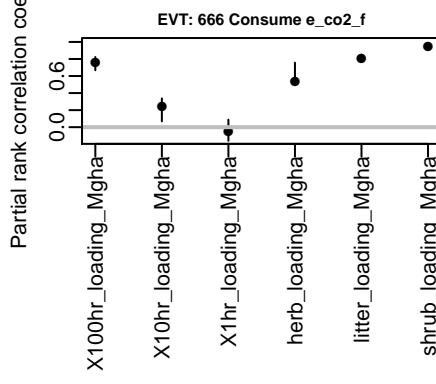 EVT: 666 Consume e_co2_f
Partial rank correlation coe
0.6
0.0
X100hr_loading_Mgha
X10hr_loading_Mgha
X1hr_loading_Mgha
herb_loading_Mgha
litter_loading_Mgha
shrub_loading_Mgha